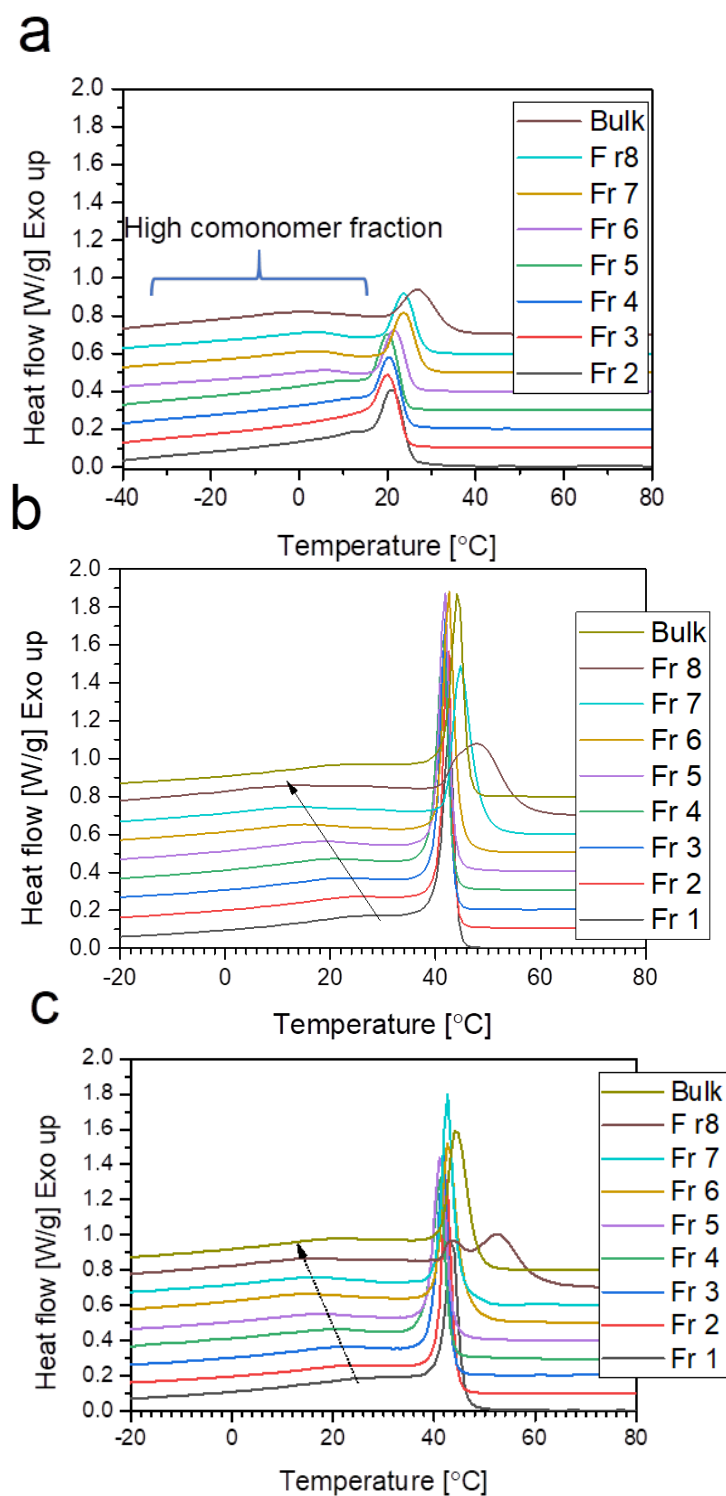 a
2.0
1.8
1.6
1.4
1.2
1.0
0.8
0.6
0.4
0.2
0.0
Heat flow [W/g] Exo up
High comonomer fraction
Bulk
F r8
Fr 7
Fr 6
Fr 5
Fr 4
Fr 3
Fr 2
-40 -20 0 20 40 60 80
Temperature [°C]
b
2.0
1.8
1.6
1.4
1.2
1.0
0.8
0.6
0.4
0.2
0.0
Heat flow [W/g] Exo up
Bulk
Fr 8
Fr 7
Fr 6
Fr 5
Fr 4
Fr 3
Fr 2
Fr 1
-20 0 20 40 60 80
Temperature [°C]
c
2.0
1.8
1.6
1.4
1.2
1.0
0.8
0.6
0.4
0.2
0.0
Heat flow [W/g] Exo up
Bulk
F r8
Fr 7
Fr 6
Fr 5
Fr 4
Fr 3
Fr 2
Fr 1
-20 0 20 40 60 80
Temperature [°C]